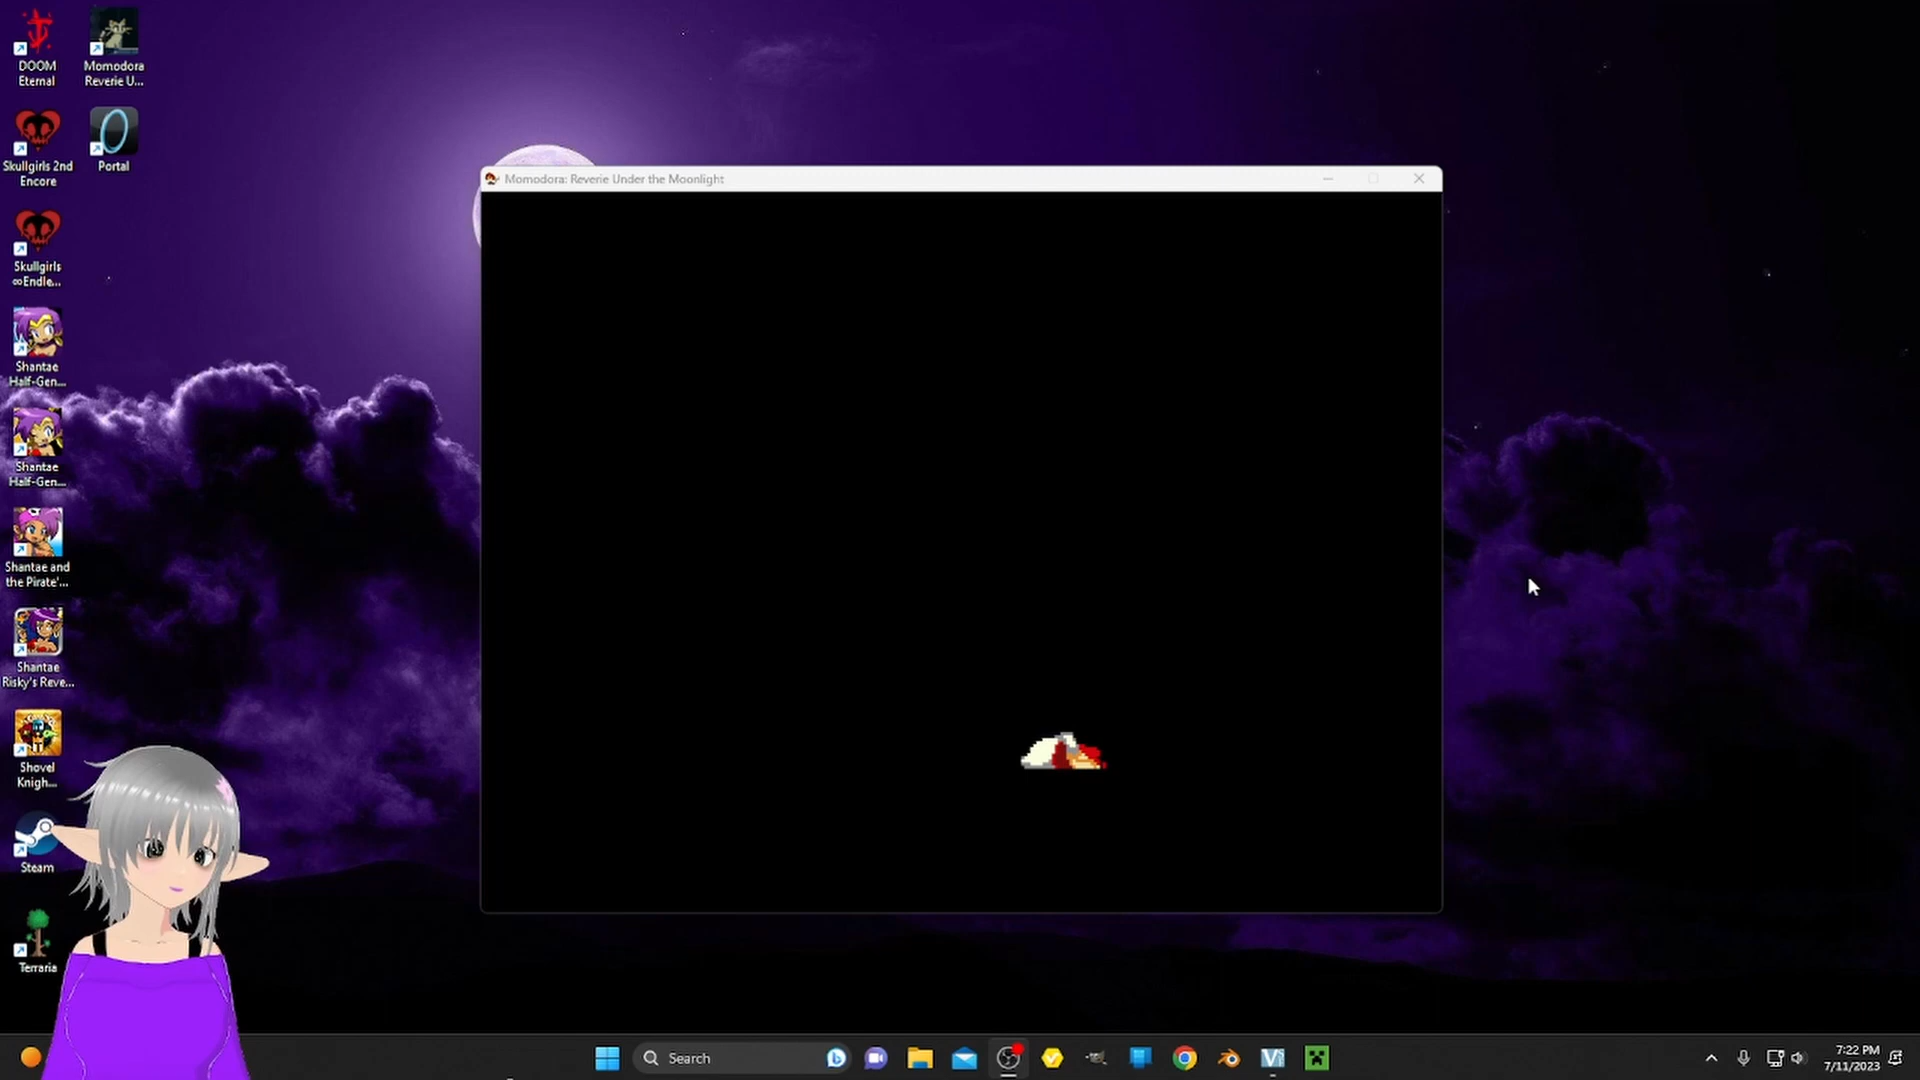 DOOM
Eternal
Momodora
Reverie U...
Skullgirls 2nd
Encore
Portal
Skullgirls
∞Endle...
Shantae
Half-Gen...
Shantae
Half-Gen...
Shantae and
the Pirate'...
Shantae
Risky's Reve...
Shovel
Knigh...
Steam
Terraria
Momodora: Reverie Under the Moonlight
Search
7:22 PM
7/11/2023